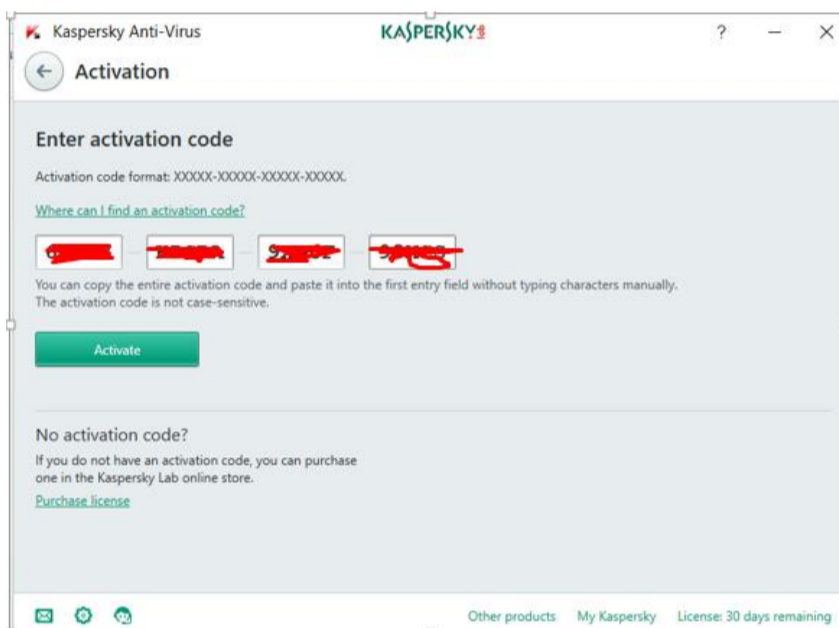 Kaspersky Anti-Virus
KASPERSKY
?
Activation
Enter activation code
Activation code format: XXXXX-XXXXX-XXXXX-XXXXX.
Where can I find an activation code?
You can copy the entire activation code and paste it into the first entry field without typing characters manually.
The activation code is not case-sensitive.
Activate
No activation code?
If you do not have an activation code, you can purchase
one in the Kaspersky Lab online store.
Purchase license
Other products My Kaspersky License: 30 days remaining